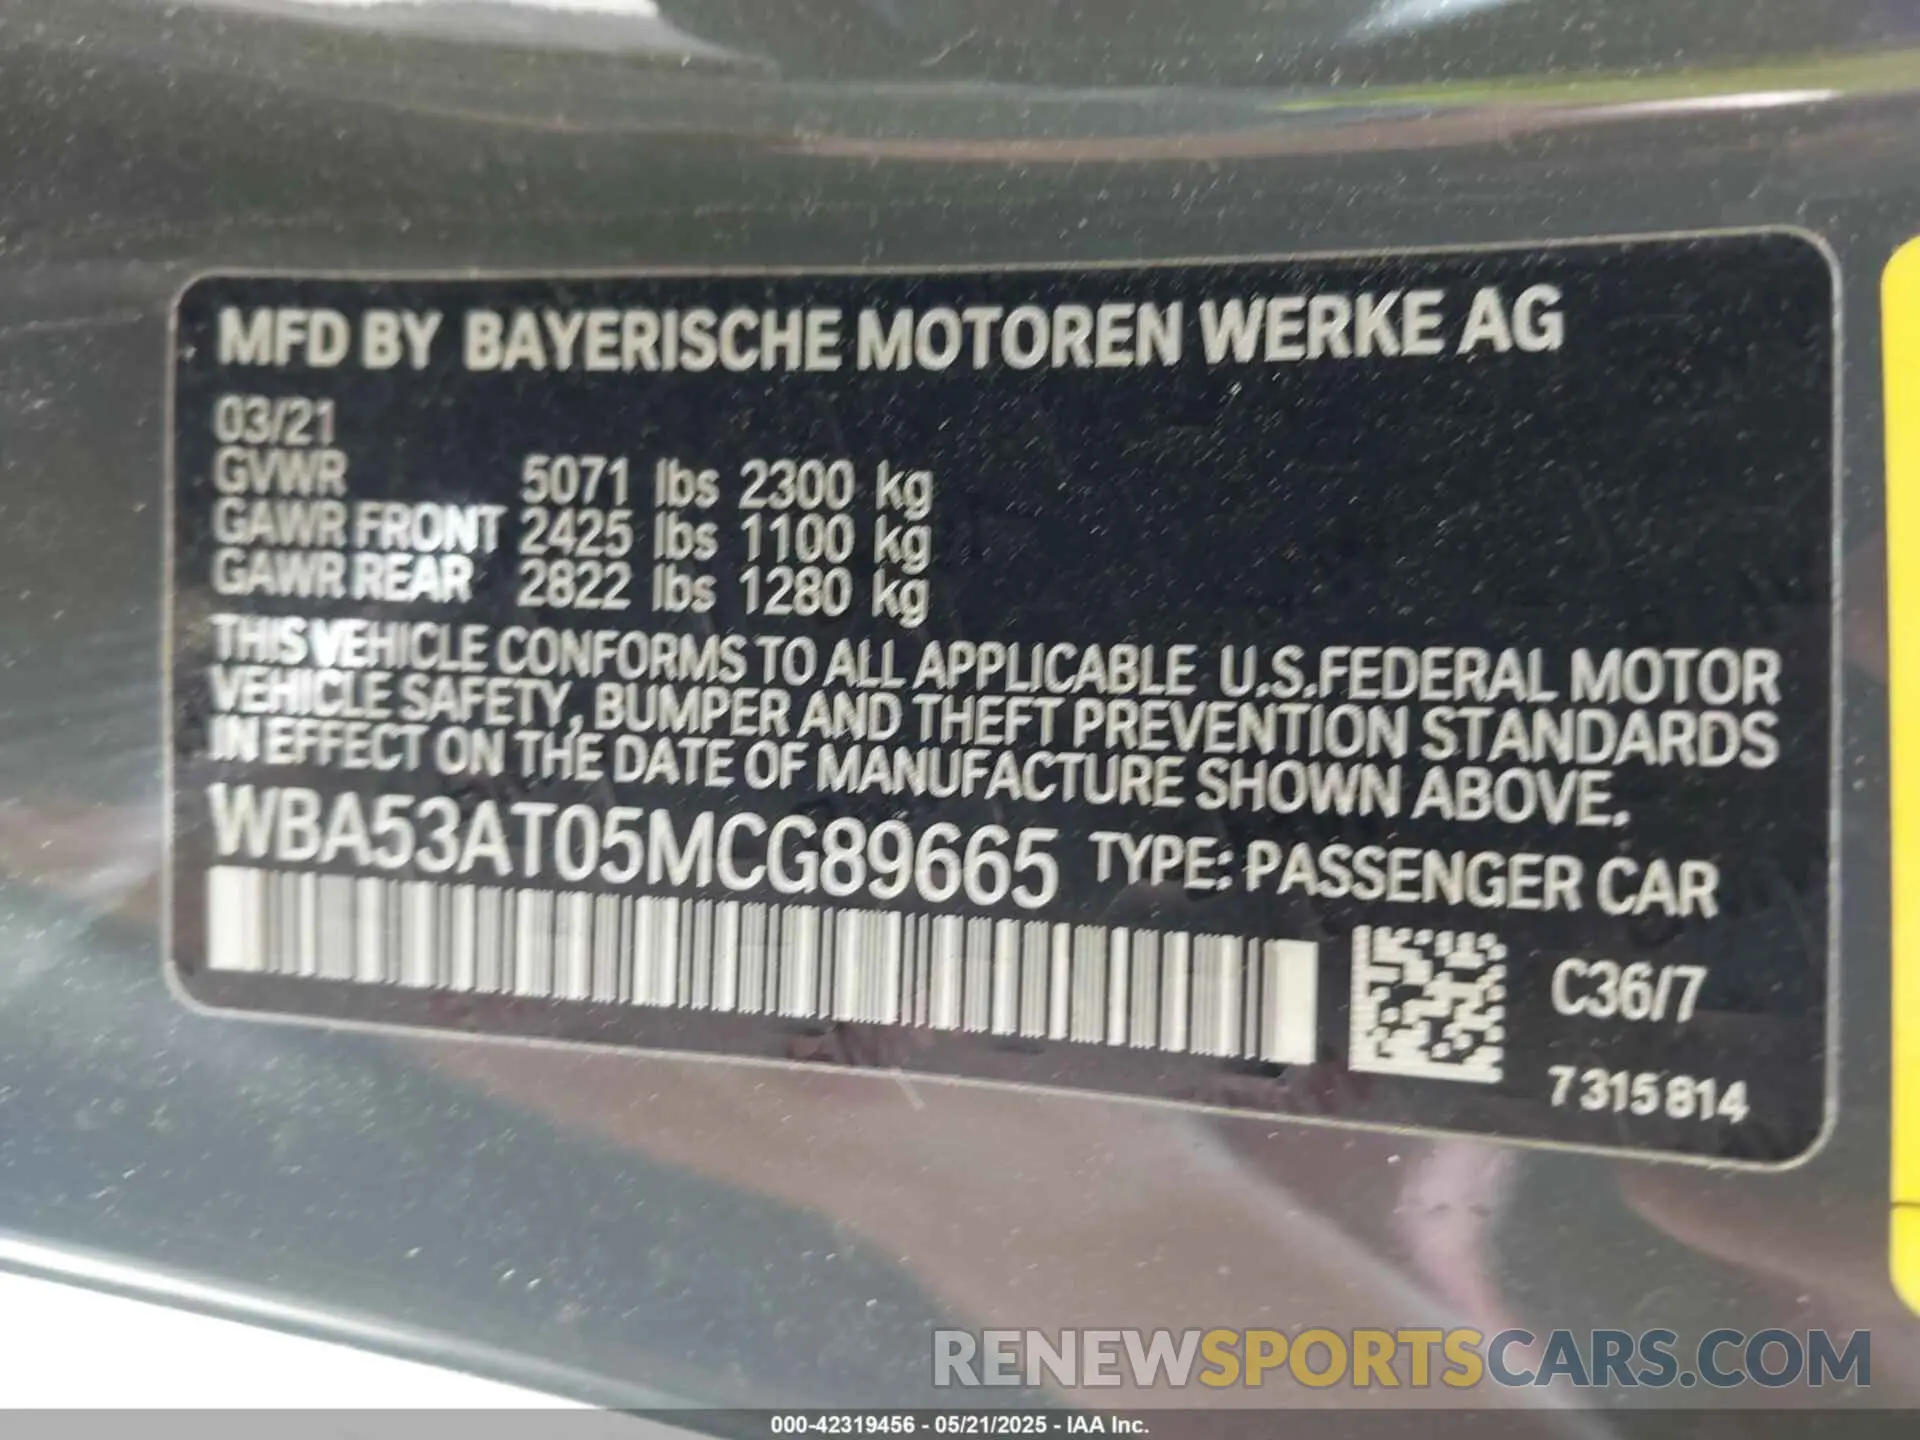 MFD BY BAYERISCHE MOTOREN WERKE AG
03/21
GVWR 5071 lbs 2300 kg
GAWR FRONT 2425 lbs 1100 kg
GAWR REAR 2822 lbs 1280 kg
THIS VEHICLE CONFORMS TO ALL APPLICABLE U.S.FEDERAL MOTOR
VEHICLE SAFETY, BUMPER AND THEFT PREVENTION STANDARDS
IN EFFECT ON THE DATE OF MANUFACTURE SHOWN ABOVE.
WBA53AT05MCG89665 TYPE: PASSENGER CAR
C36/7
7315814
RENEWSPORTSCARS.COM
000-42319456 - 05/21/2025 - IAA Inc.